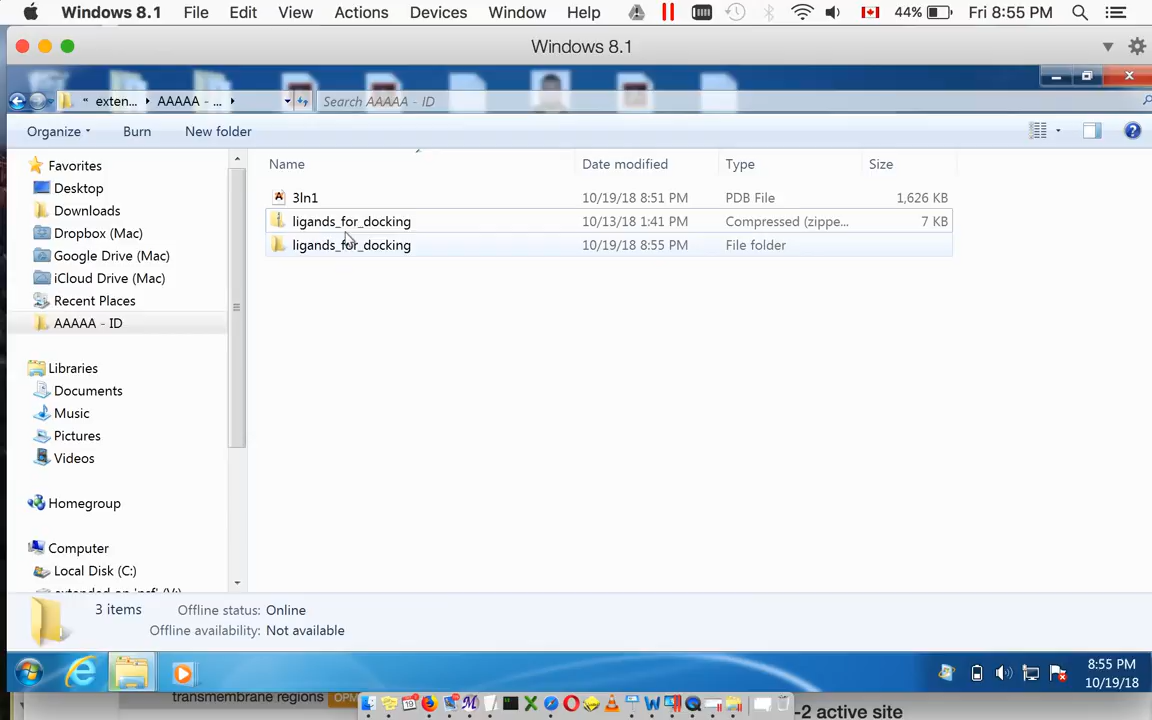 Windows 8.1 File Edit View Actions Devices Window Help 44% Fri 8:55 PM
Windows 8.1
« exten... AAAAA - ... Search AAAAA - ID
Organize Burn New folder
Name Date modified Type Size
Favorites
Desktop
Downloads
Dropbox (Mac)
Google Drive (Mac)
iCloud Drive (Mac)
Recent Places
AAAAA - ID
Libraries
Documents
Music
Pictures
Videos
Homegroup
Computer
Local Disk (C:)
3ln1 10/19/18 8:51 PM PDB File 1,626 KB
ligands_for_docking 10/13/18 1:41 PM Compressed (zippe... 7 KB
ligands_for_docking 10/19/18 8:55 PM File folder
3 items Offline status: Online
Offline availability: Not available
8:55 PM
10/19/18
transmembrane regions OPM
-2 active site